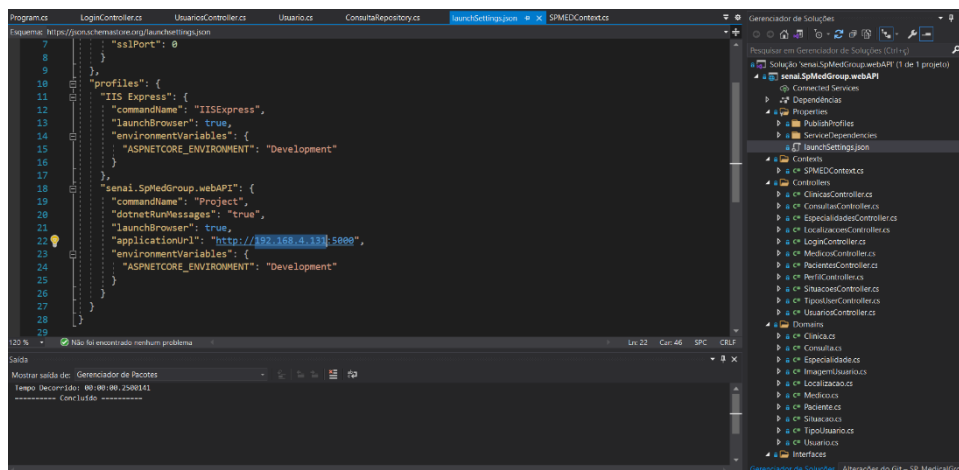 Program.cs LoginController.cs UsuariosController.cs Usuario.cs ConsultaRepository.cs launchSettings.json SPMEDContext.cs
Esquema: https://json.schemastore.org/launchsettings.json
7 "sslPort": 0
8 }
9 },
10 "profiles": {
11 "IIS Express": {
12 "commandName": "IISExpress",
13 "launchBrowser": true,
14 "environmentVariables": {
15 "ASPNETCORE_ENVIRONMENT": "Development"
16 }
17 },
18 "senai.SpMedGroup.webAPI": {
19 "commandName": "Project",
20 "dotnetRunMessages": "true",
21 "launchBrowser": true,
22 "applicationUrl": "http://192.168.4.131:5000",
23 "environmentVariables": {
24 "ASPNETCORE_ENVIRONMENT": "Development"
25 }
26 }
27 }
28 }
29
120 % Não foi encontrado nenhum problema Ln: 22 Car: 46 SPC CRLF
Saída
Mostrar saída de: Gerenciador de Pacotes
Tempo Decorrido: 00:00:00.2500141
========== Concluído ==========
Gerenciador de Soluções
Pesquisar em Gerenciador de Soluções (Ctrl+ç)
Solução 'senai.SpMedGroup.webAPI' (1 de 1 projeto)
senai.SpMedGroup.webAPI
Connected Services
Dependências
Properties
PublishProfiles
ServiceDependencies
launchSettings.json
Contexts
C# SPMEDContext.cs
Controllers
C# ClinicasController.cs
C# ConsultasController.cs
C# EspecialidadesController.cs
C# LocalizacoesController.cs
C# LoginController.cs
C# MedicosController.cs
C# PacientesController.cs
C# PerfilController.cs
C# SituacoesController.cs
C# TiposUserController.cs
C# UsuariosController.cs
Domains
C# Clinica.cs
C# Consulta.cs
C# Especialidade.cs
C# ImagemUsuario.cs
C# Localizacao.cs
C# Medico.cs
C# Paciente.cs
C# Situacao.cs
C# TipoUsuario.cs
C# Usuario.cs
Interfaces
Gerenciador de Soluções Alterações do Git - SP_MedicalGro